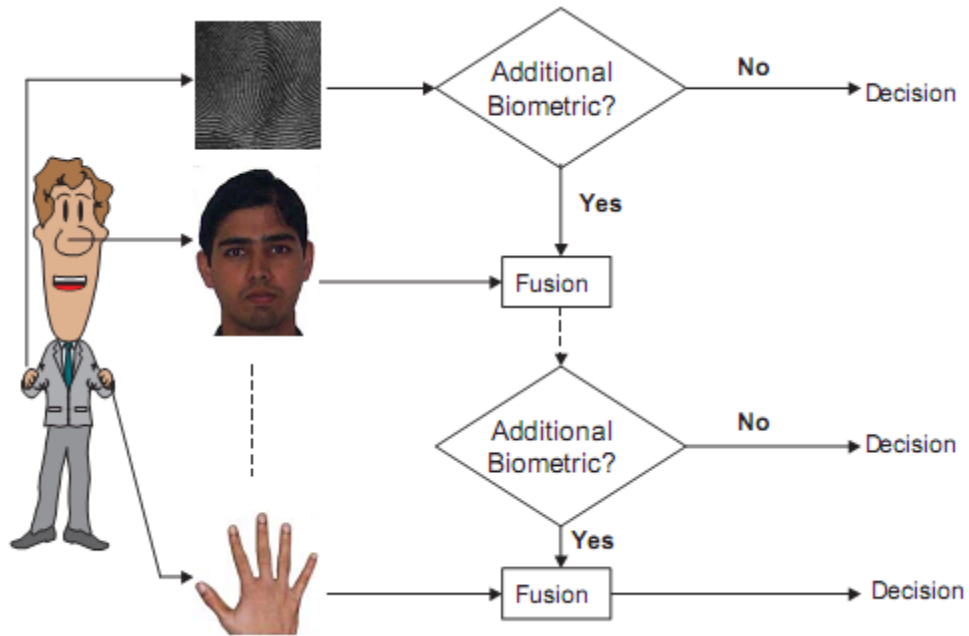 Additional
Biometric?
No
Decision
Yes
Fusion
Additional
Biometric?
No
Decision
Yes
Fusion
Decision